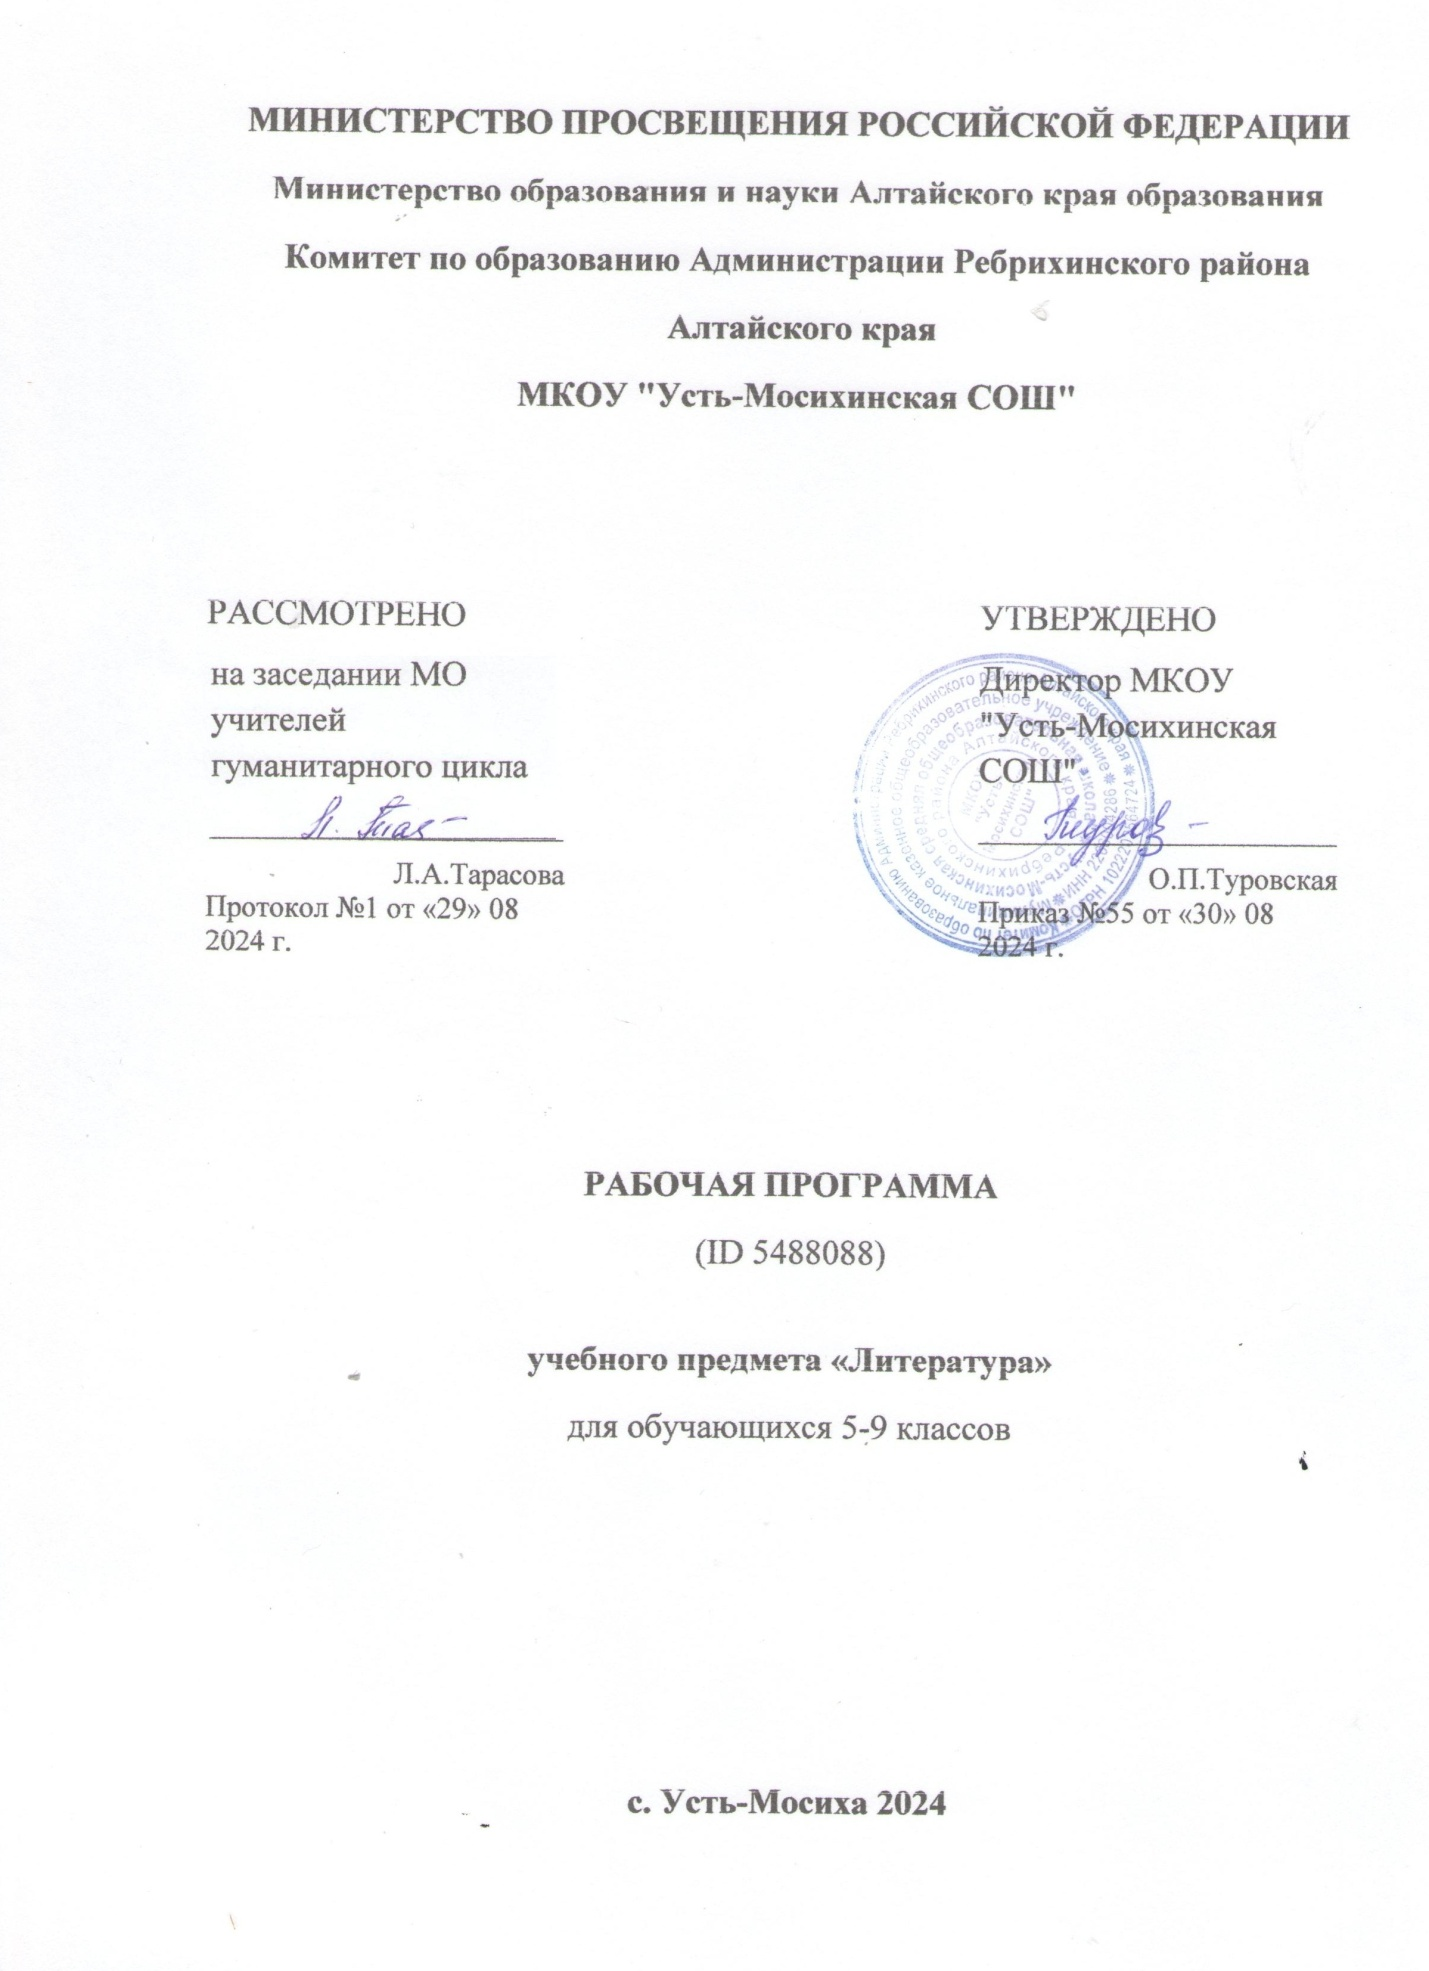 МИНИСТЕРСТВО ПРОСВЕЩЕНИЯ РОССИЙСКОЙ ФЕДЕРАЦИИ
Министерство образования и науки Алтайского края образования
Комитет по образованию Администрации Ребрихинского района
Алтайского края
МКОУ "Усть-Мосихинская СОШ"
РАССМОТРЕНО
на заседании МО
учителей
гуманитарного цикла
Л.А.Тарасова
Протокол №1 от «29» 08
2024 г.
УТВЕРЖДЕНО
Директор МКОУ
"Усть-Мосихинская
СОШ"
О.П.Туровская
Приказ №55 от «30» 08
2024 г.
РАБОЧАЯ ПРОГРАММА
(ID 5488088)
учебного предмета «Литература»
для обучающихся 5-9 классов
с. Усть-Мосиха 2024